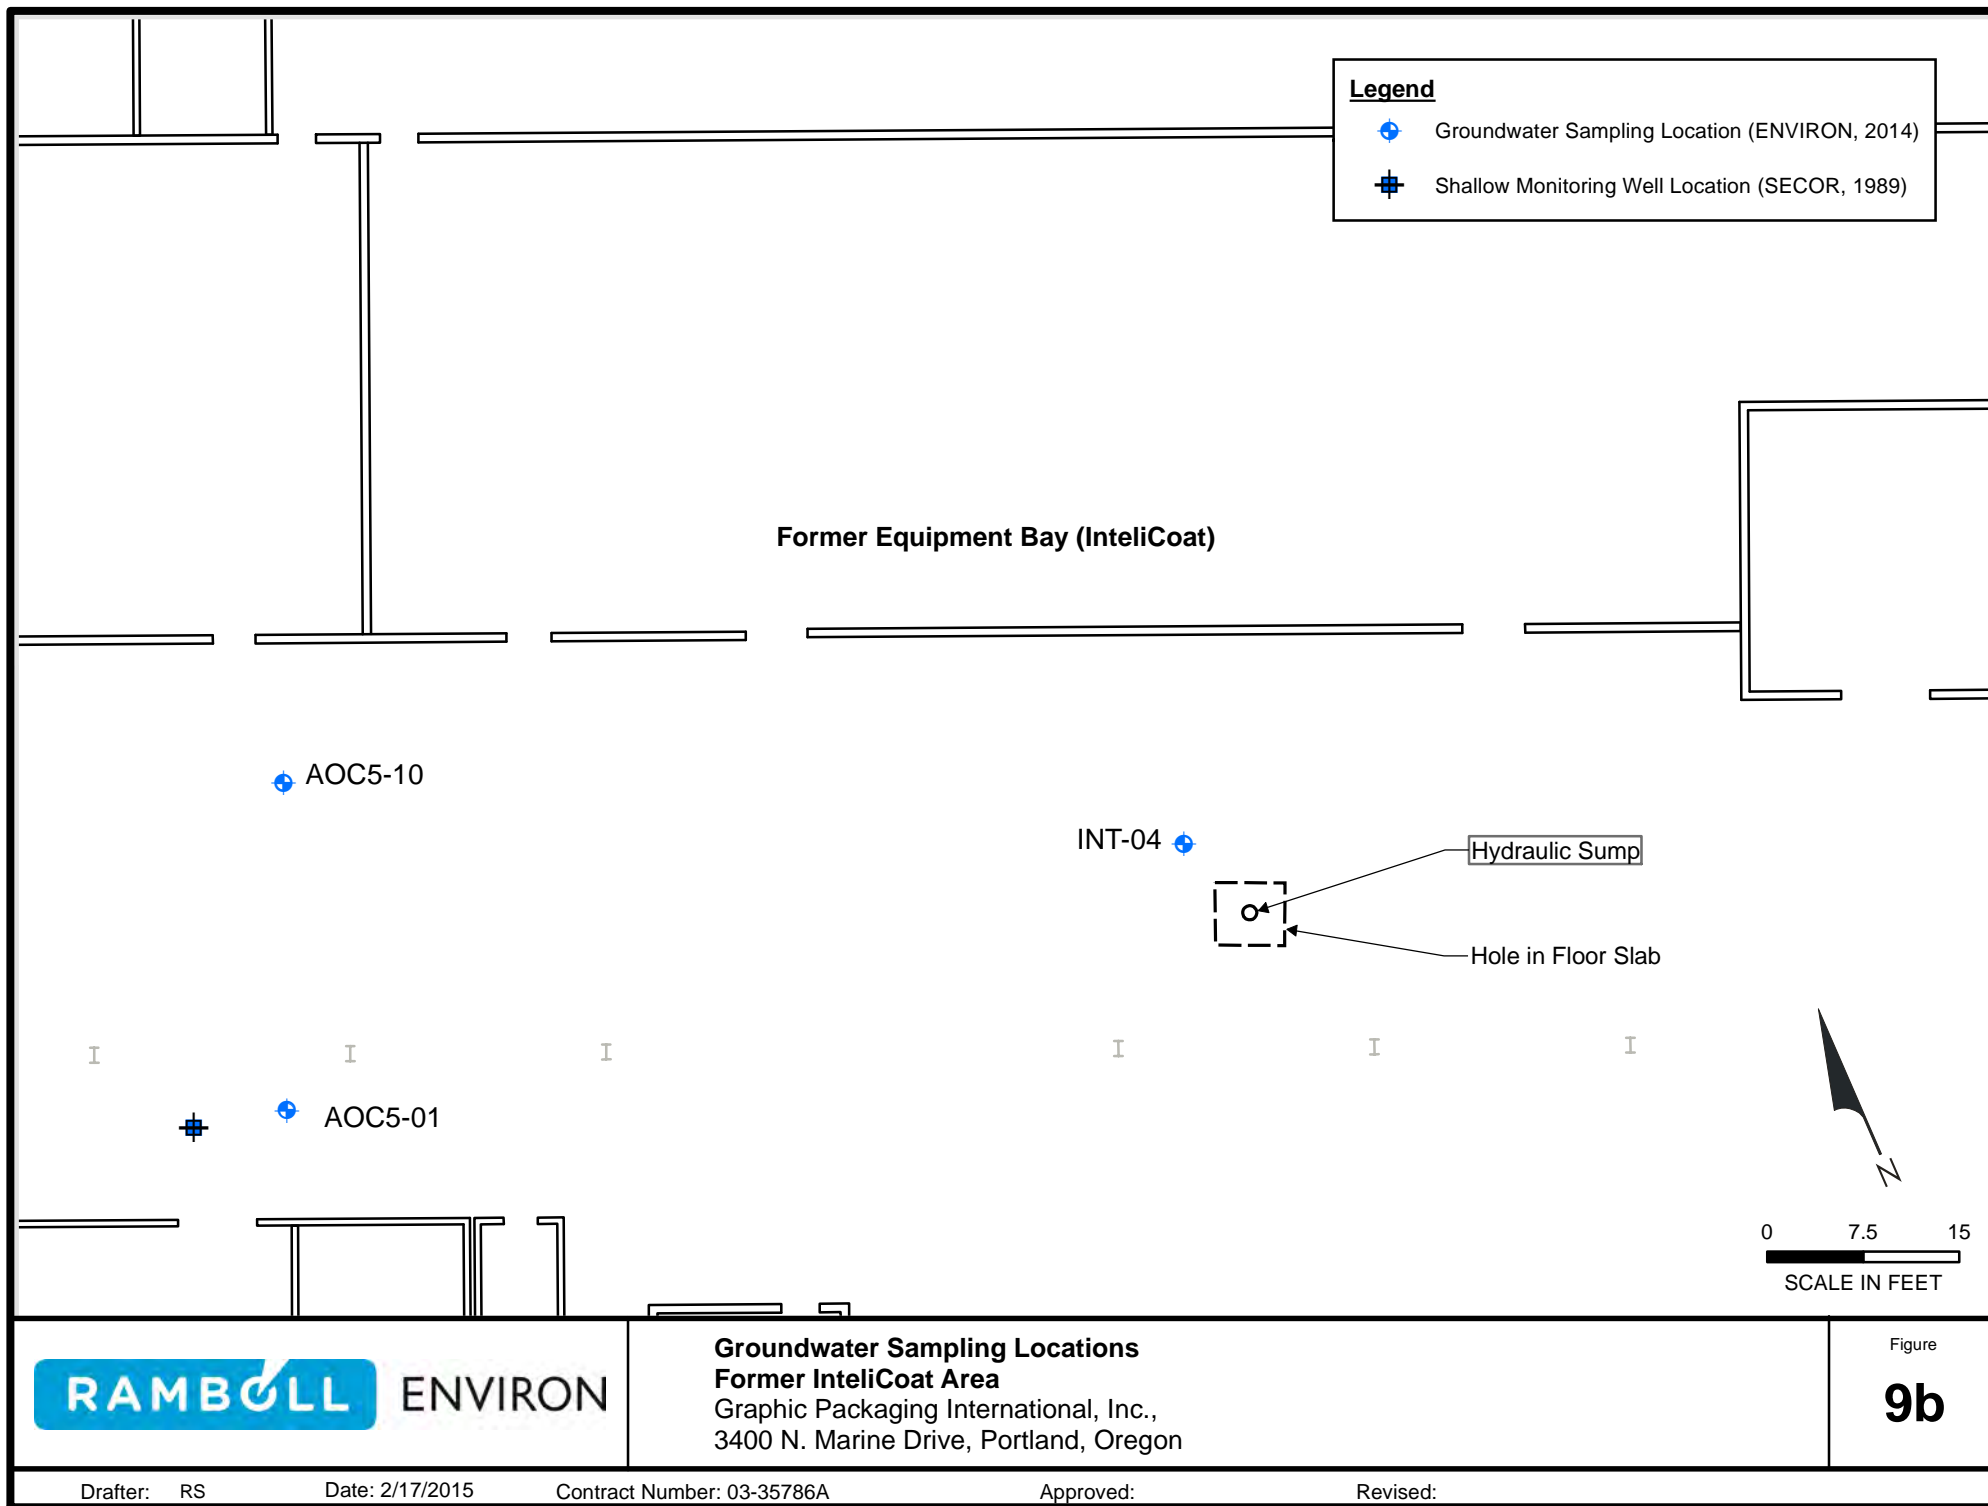 Legend
Groundwater Sampling Location (ENVIRON, 2014)
Shallow Monitoring Well Location (SECOR, 1989)
Former Equipment Bay (InteliCoat)
AOC5-10
INT-04
Hydraulic Sump
Hole in Floor Slab
AOC5-01
N
0 7.5 15
SCALE IN FEET
RAMBOLL ENVIRON
Groundwater Sampling Locations
Former InteliCoat Area
Graphic Packaging International, Inc.,
3400 N. Marine Drive, Portland, Oregon
Figure
9b
Drafter: RS Date: 2/17/2015 Contract Number: 03-35786A Approved: Revised: